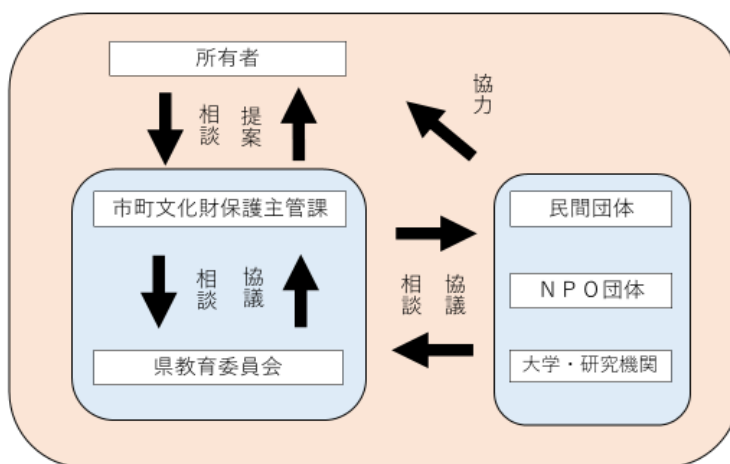 所有者
相談
提案
協力
市町文化財保護主管課
民間団体
相談
協議
相談
協議
ＮＰＯ団体
県教育委員会
大学・研究機関